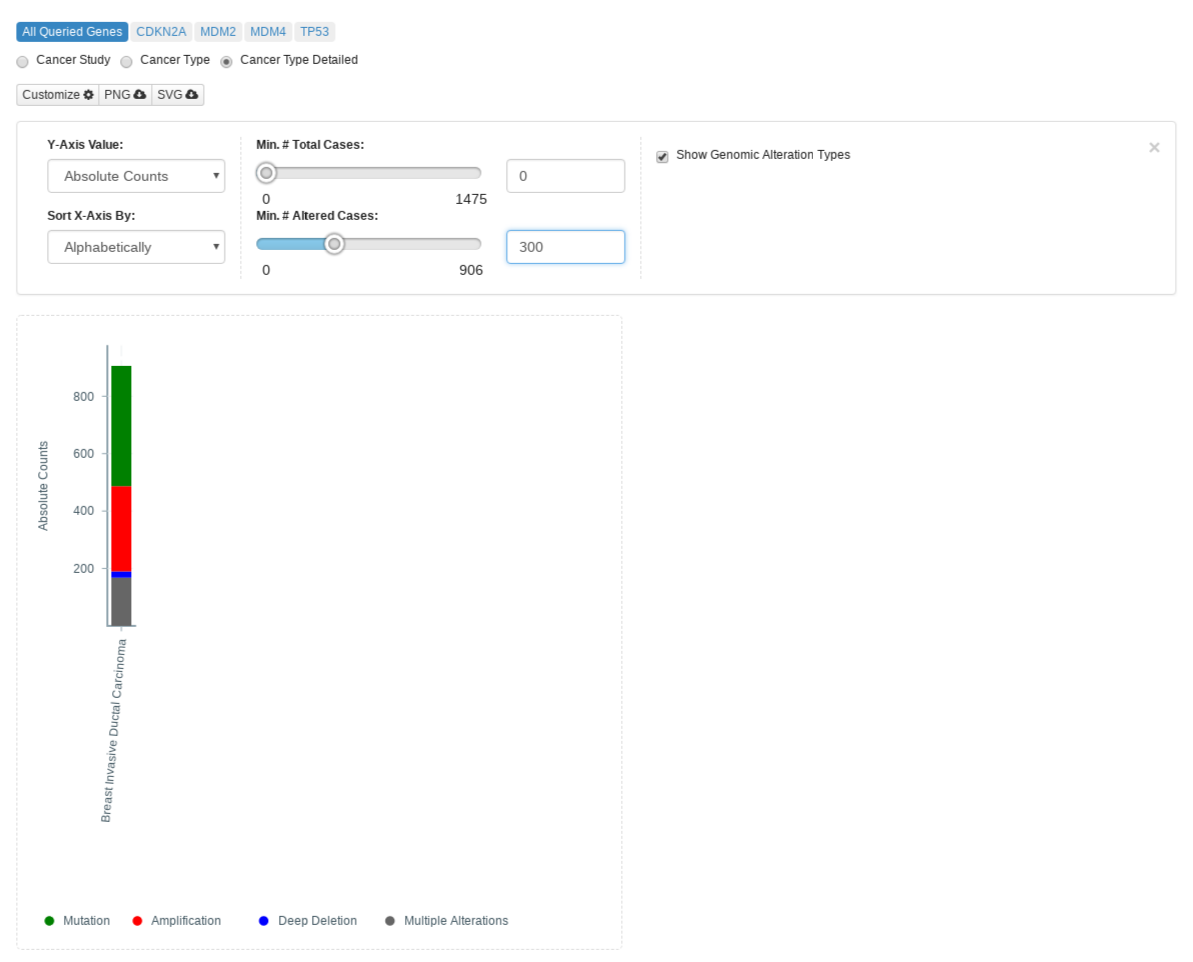 All Queried Genes CDKN2A MDM2 MDM4 TP53
Cancer Study Cancer Type Cancer Type Detailed
Customize PNG SVG
Y-Axis Value:
Absolute Counts
Sort X-Axis By:
Alphabetically
Min. # Total Cases:
0
0 1475
Min. # Altered Cases:
300
0 906
Show Genomic Alteration Types
×
800
600
400
200
Absolute Counts
Breast Invasive Ductal Carcinoma
Mutation Amplification Deep Deletion Multiple Alterations